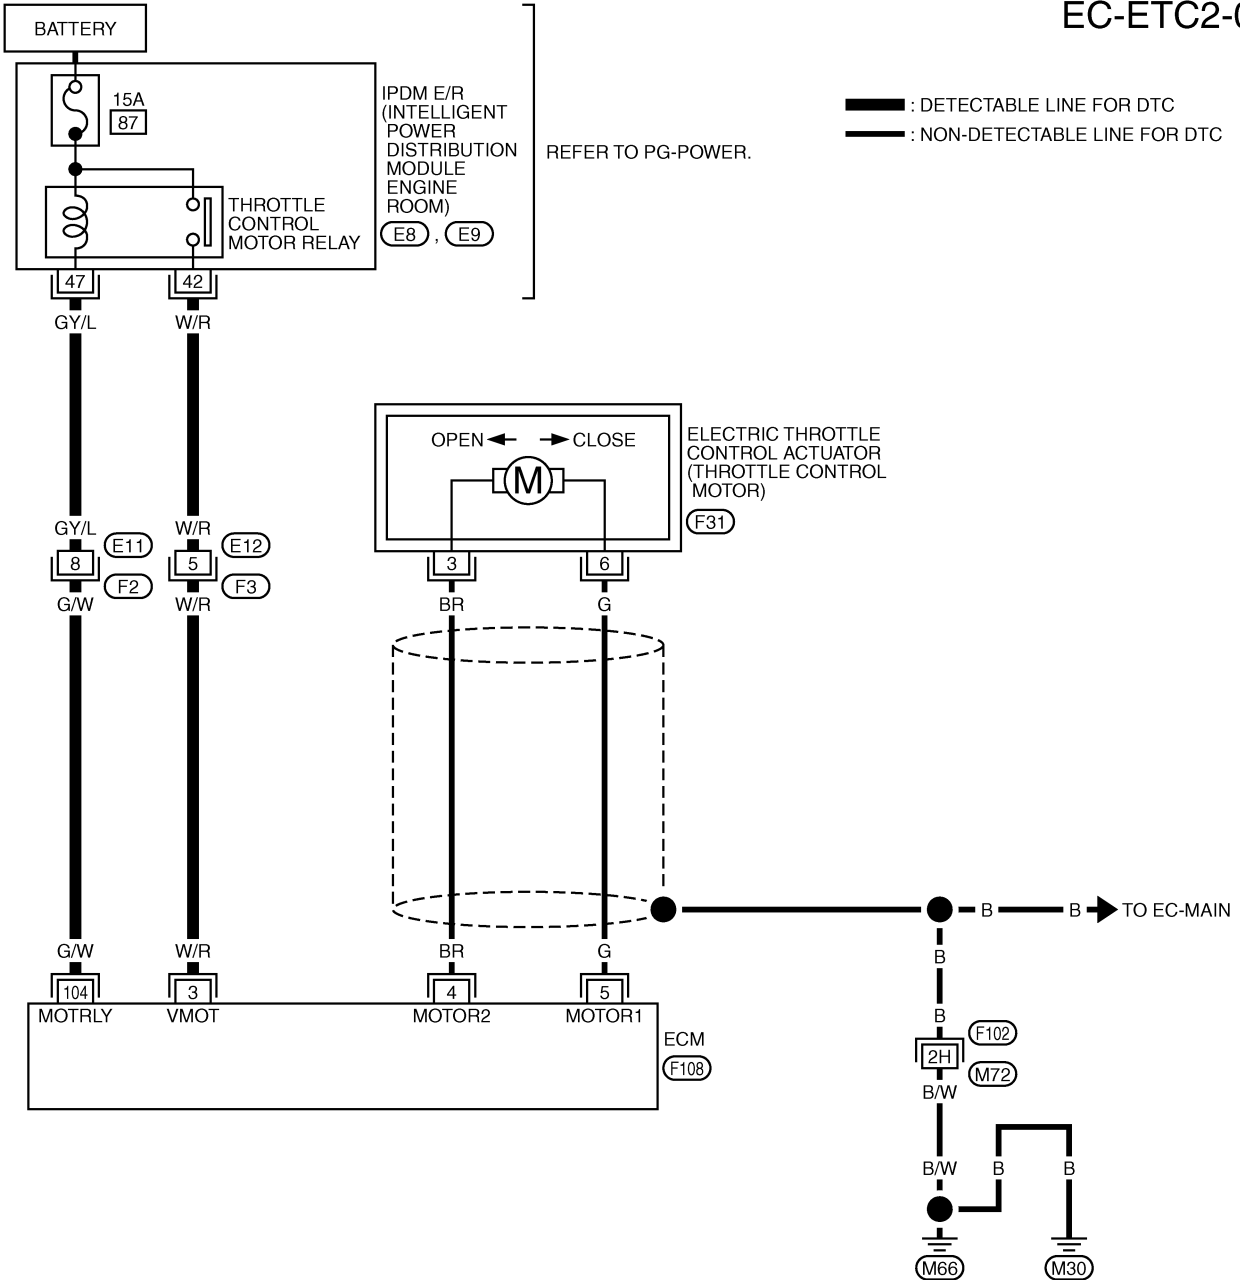 EC-ETC2-0
BATTERY
15A
87
IPDM E/R
(INTELLIGENT
POWER
DISTRIBUTION
MODULE
ENGINE
ROOM)
E8 , E9
REFER TO PG-POWER.
: DETECTABLE LINE FOR DTC
: NON-DETECTABLE LINE FOR DTC
THROTTLE
CONTROL
MOTOR RELAY
47 42
GY/L W/R
OPEN CLOSE
M
ELECTRIC THROTTLE
CONTROL ACTUATOR
(THROTTLE CONTROL
MOTOR)
F31
GY/L W/R
E11 E12
8 5 3 6
F2 F3
G/W W/R BR G
B B TO EC-MAIN
G/W W/R BR G
B
104 3 4 5
MOTRLY VMOT MOTOR2 MOTOR1
ECM
F108
B
F102
2H
M72
B/W
B/W B B
M66 M30